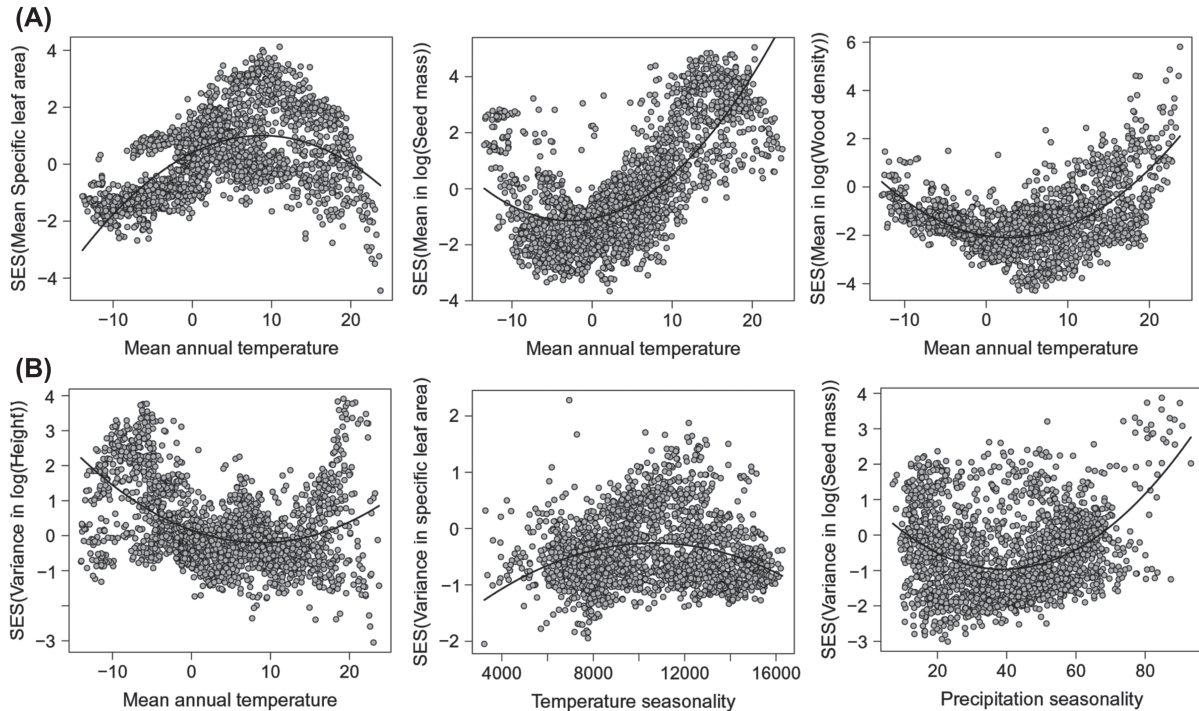 (A)
SES(Mean Specific leaf area)
4
2
0
−2
−4
−10 0 10 20
Mean annual temperature
SES(Mean in log(Seed mass))
4
2
0
−2
−4
−10 0 10 20
Mean annual temperature
SES(Mean in log(Wood density))
6
4
2
0
−2
−4
−10 0 10 20
Mean annual temperature
(B)
SES(Variance in log(Height))
4
3
2
1
0
−1
−3
−10 0 10 20
Mean annual temperature
SES(Variance in specific leaf area)
2
1
0
−1
−2
4000 8000 12000 16000
Temperature seasonality
SES(Variance in log(Seed mass))
4
3
2
1
0
−1
−2
−3
20 40 60 80
Precipitation seasonality